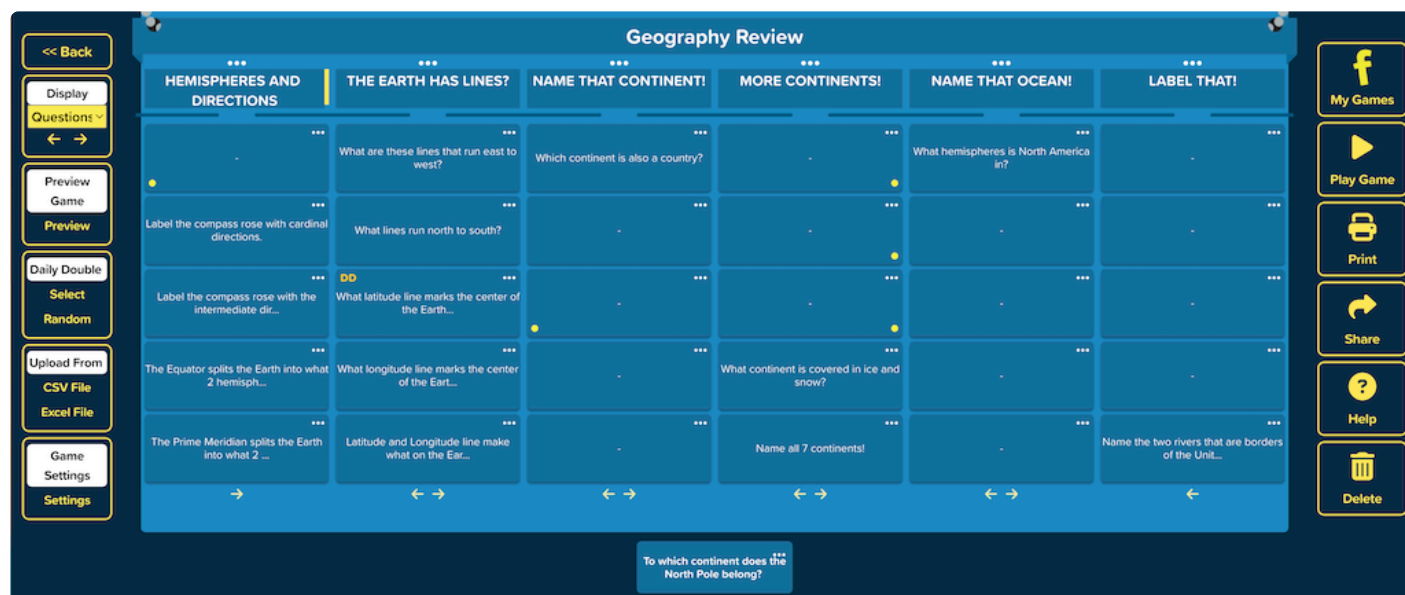 Geography Review
<< Back
Display
Questions
Preview
Game
Preview
Daily Double
Select
Random
Upload From
CSV File
Excel File
Game
Settings
Settings
HEMISPHERES AND
DIRECTIONS
THE EARTH HAS LINES?
NAME THAT CONTINENT!
MORE CONTINENTS!
NAME THAT OCEAN!
LABEL THAT!
-
What are these lines that run east to
west?
Which continent is also a country?
-
What hemispheres is North America
in?
-
Label the compass rose with cardinal
directions.
What lines run north to south?
-
-
-
-
Label the compass rose with the
intermediate dir...
DD
What latitude line marks the center of
the Earth...
-
-
-
-
The Equator splits the Earth into what
2 hemisph...
What longitude line marks the center
of the Eart...
-
What continent is covered in ice and
snow?
-
-
The Prime Meridian splits the Earth
into what 2 ...
Latitude and Longitude line make
what on the Ear...
-
Name all 7 continents!
-
Name the two rivers that are borders
of the Unit...
To which continent does the
North Pole belong?
My Games
Play Game
Print
Share
Help
Delete